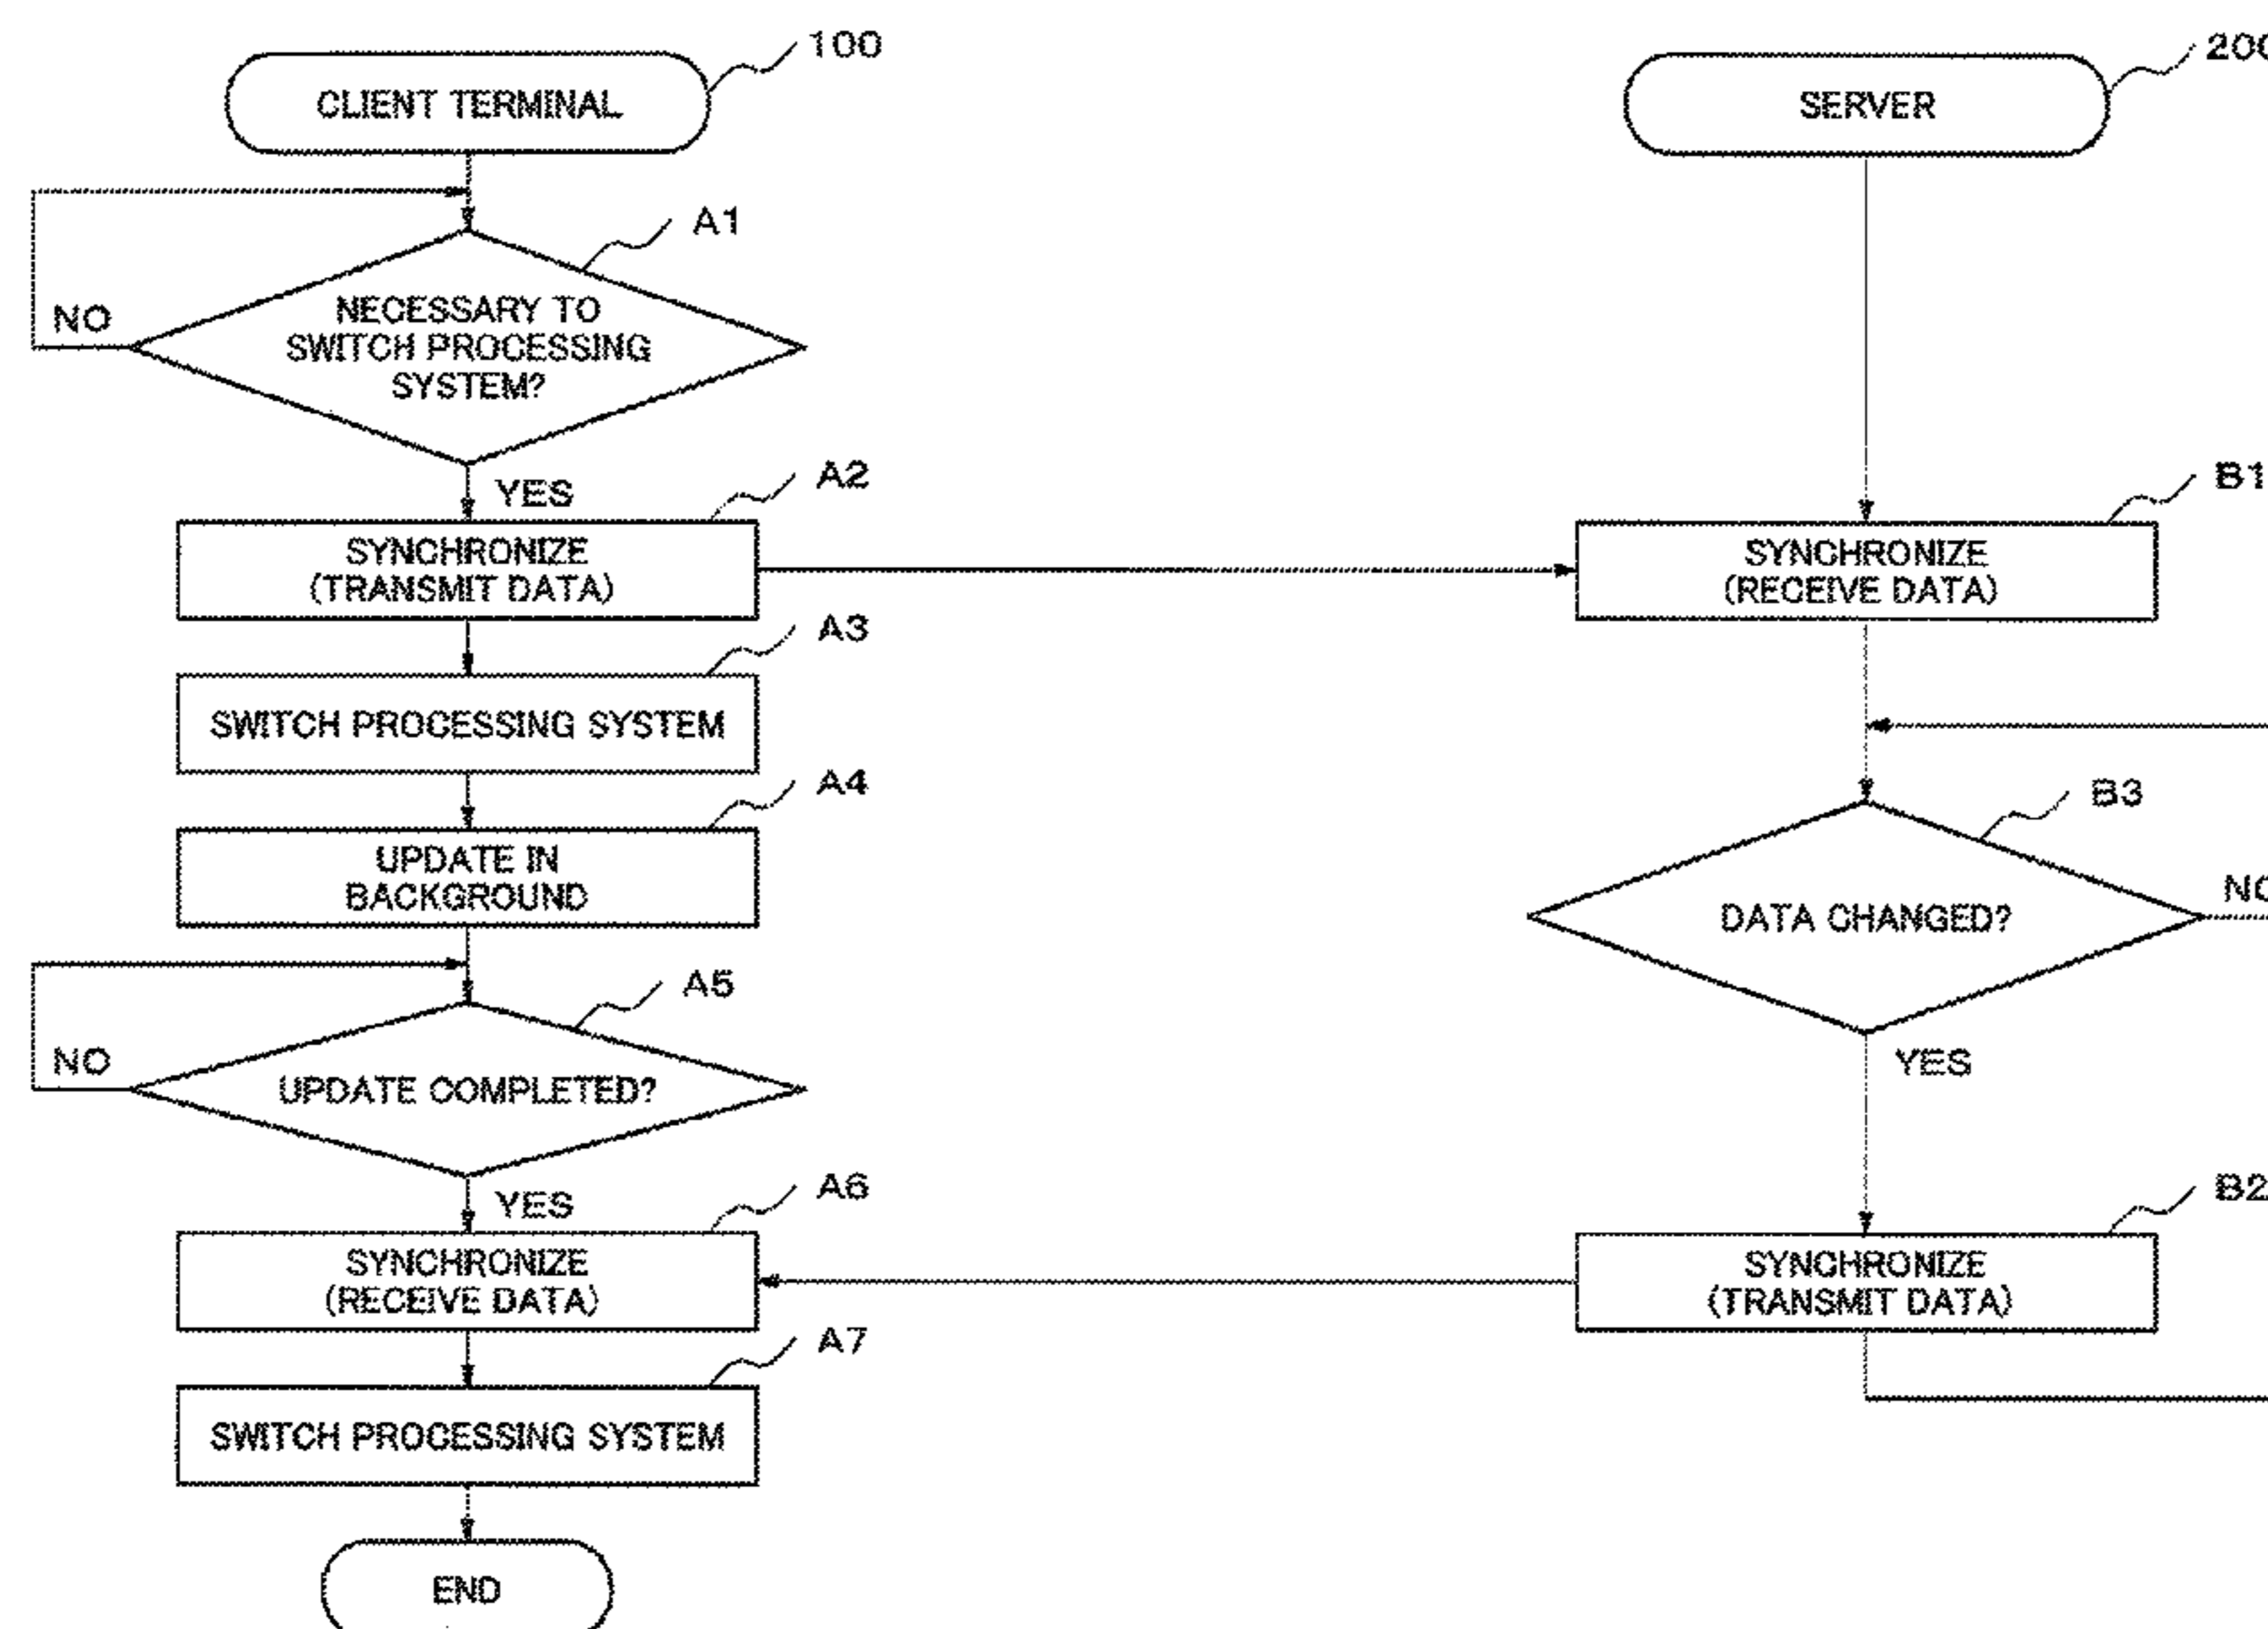 100
CLIENT TERMINAL
A1
NECESSARY TO
SWITCH PROCESSING
SYSTEM?
NO
YES
A2
SYNCHRONIZE
(TRANSMIT DATA)
A3
SWITCH PROCESSING SYSTEM
A4
UPDATE IN
BACKGROUND
A5
UPDATE COMPLETED?
NO
YES
A6
SYNCHRONIZE
(RECEIVE DATA)
A7
SWITCH PROCESSING SYSTEM
END
200
SERVER
B1
SYNCHRONIZE
(RECEIVE DATA)
B3
DATA CHANGED?
NO
YES
B2
SYNCHRONIZE
(TRANSMIT DATA)